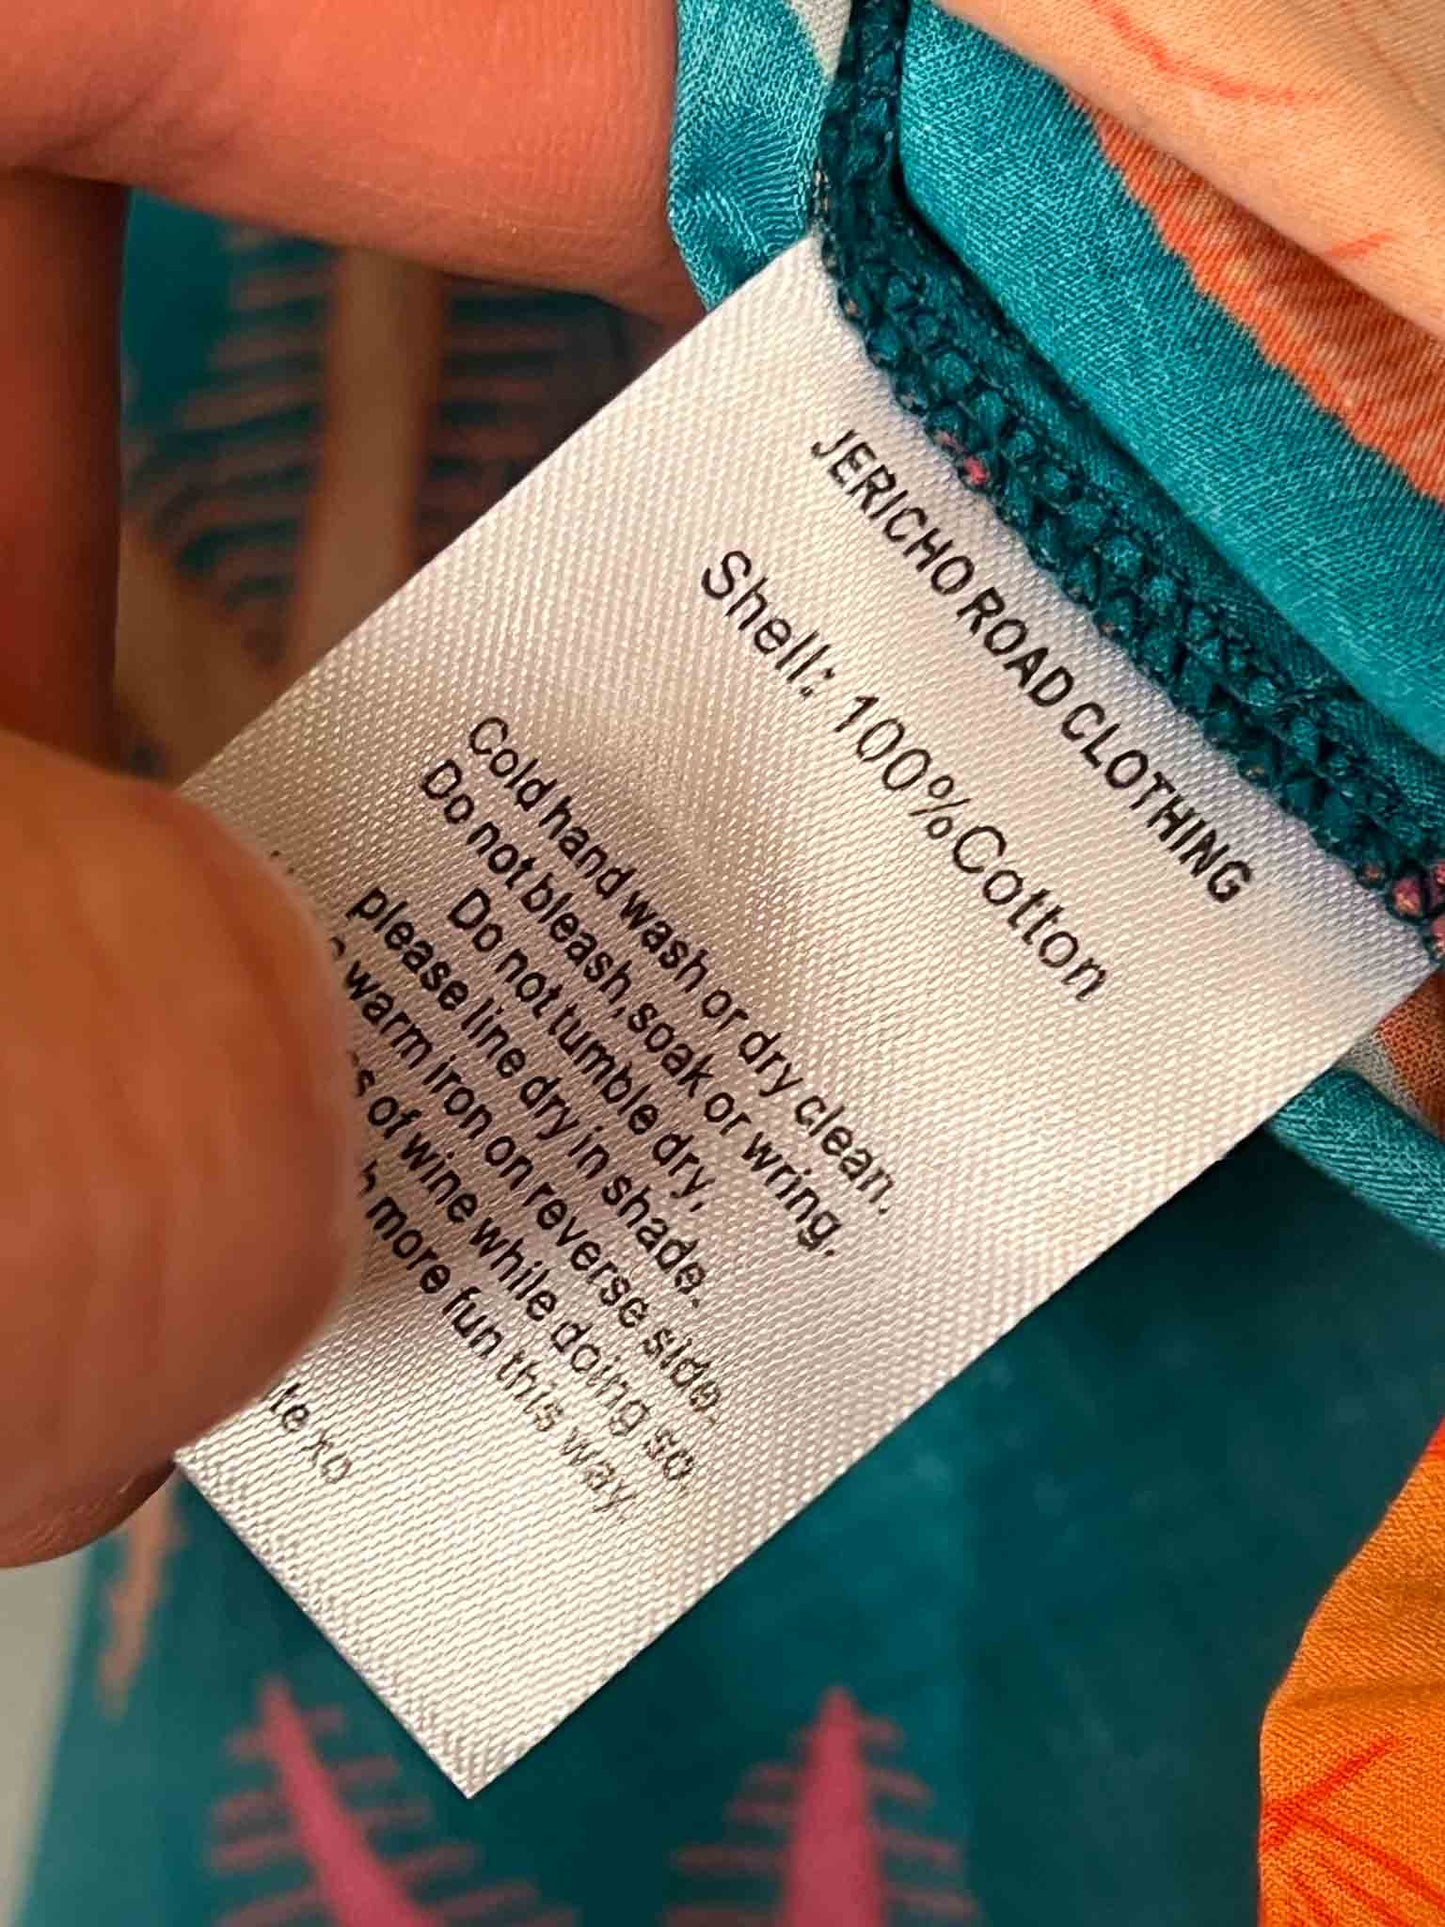 JERICHO ROAD CLOTHING
Shell: 100%Cotton
Cold hand wash or dry clean.
Do not bleash,soak or wring.
Do not tumble dry,
please line dry in shade.
warm iron on reverse side.
of wine while doing so.
more fun this way.
xo